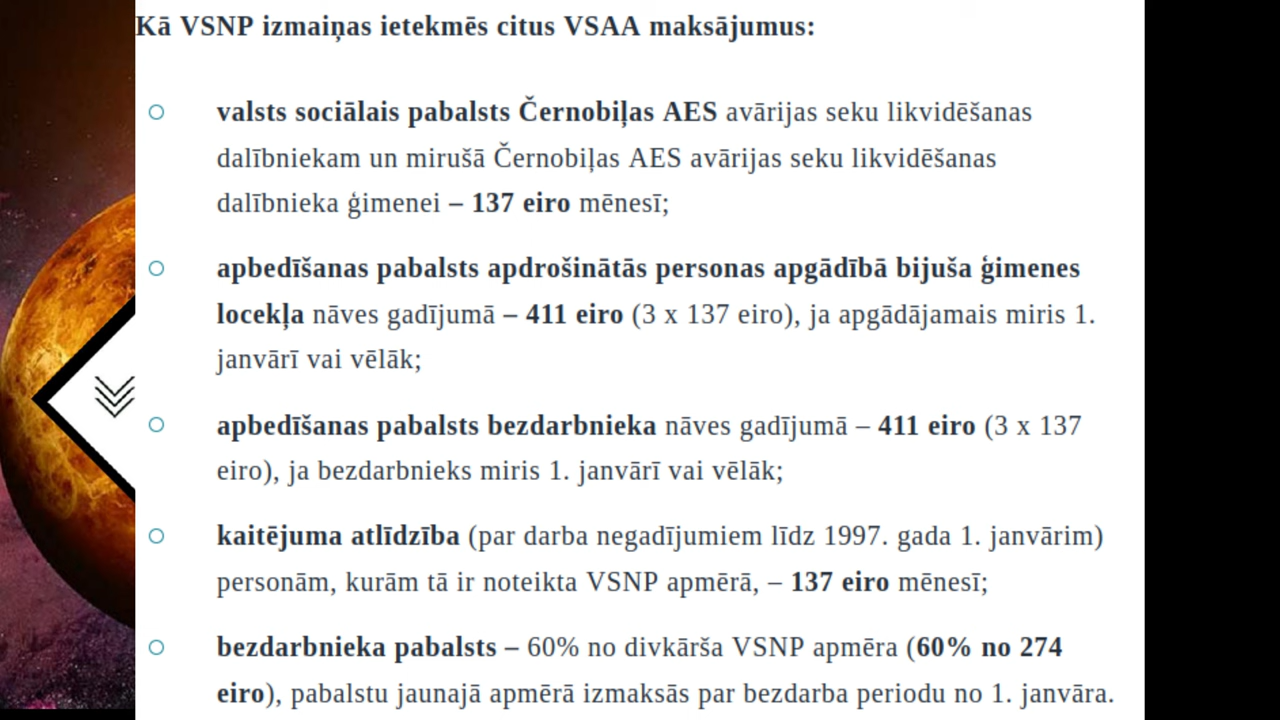 Kā VSNP izmaiņas ietekmēs citus VSAA maksājumus:
valsts sociālais pabalsts Černobiļas AES avārijas seku likvidēšanas
dalībniekam un mirušā Černobiļas AES avārijas seku likvidēšanas
dalībnieka ģimenei – 137 eiro mēnesī;
apbedīšanas pabalsts apdrošinātās personas apgādībā bijuša ģimenes
locekļa nāves gadījumā – 411 eiro (3 x 137 eiro), ja apgādājamais miris 1.
janvārī vai vēlāk;
apbedīšanas pabalsts bezdarbnieka nāves gadījumā – 411 eiro (3 x 137
eiro), ja bezdarbnieks miris 1. janvārī vai vēlāk;
kaitējuma atlīdzība (par darba negadījumiem līdz 1997. gada 1. janvārim)
personām, kurām tā ir noteikta VSNP apmērā, – 137 eiro mēnesī;
bezdarbnieka pabalsts – 60% no divkārša VSNP apmēra (60% no 274
eiro), pabalstu jaunajā apmērā izmaksās par bezdarba periodu no 1. janvāra.